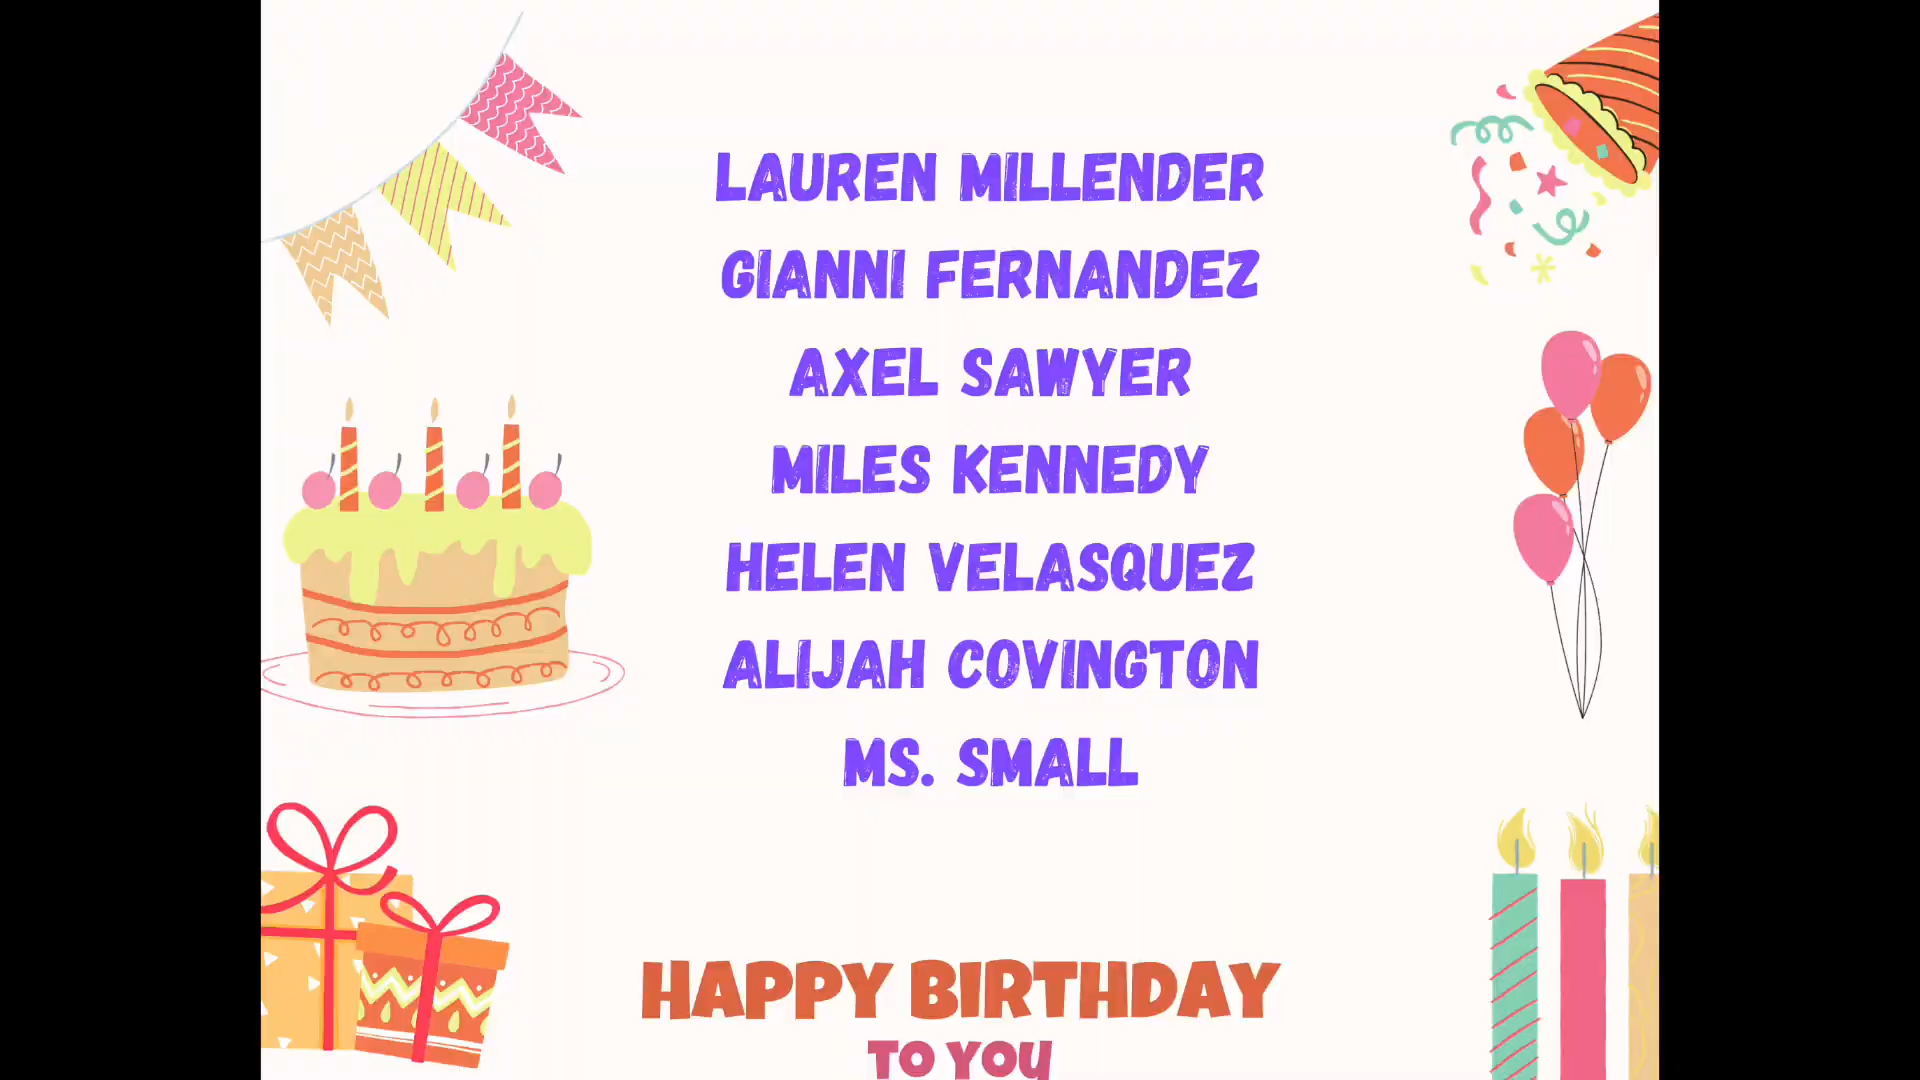 LAUREN MILLENDER
GIANNI FERNANDEZ
AXEL SAWYER
MILES KENNEDY
HELEN VELASQUEZ
ALIJAH COVINGTON
MS. SMALL
HAPPY BIRTHDAY
TO YOU